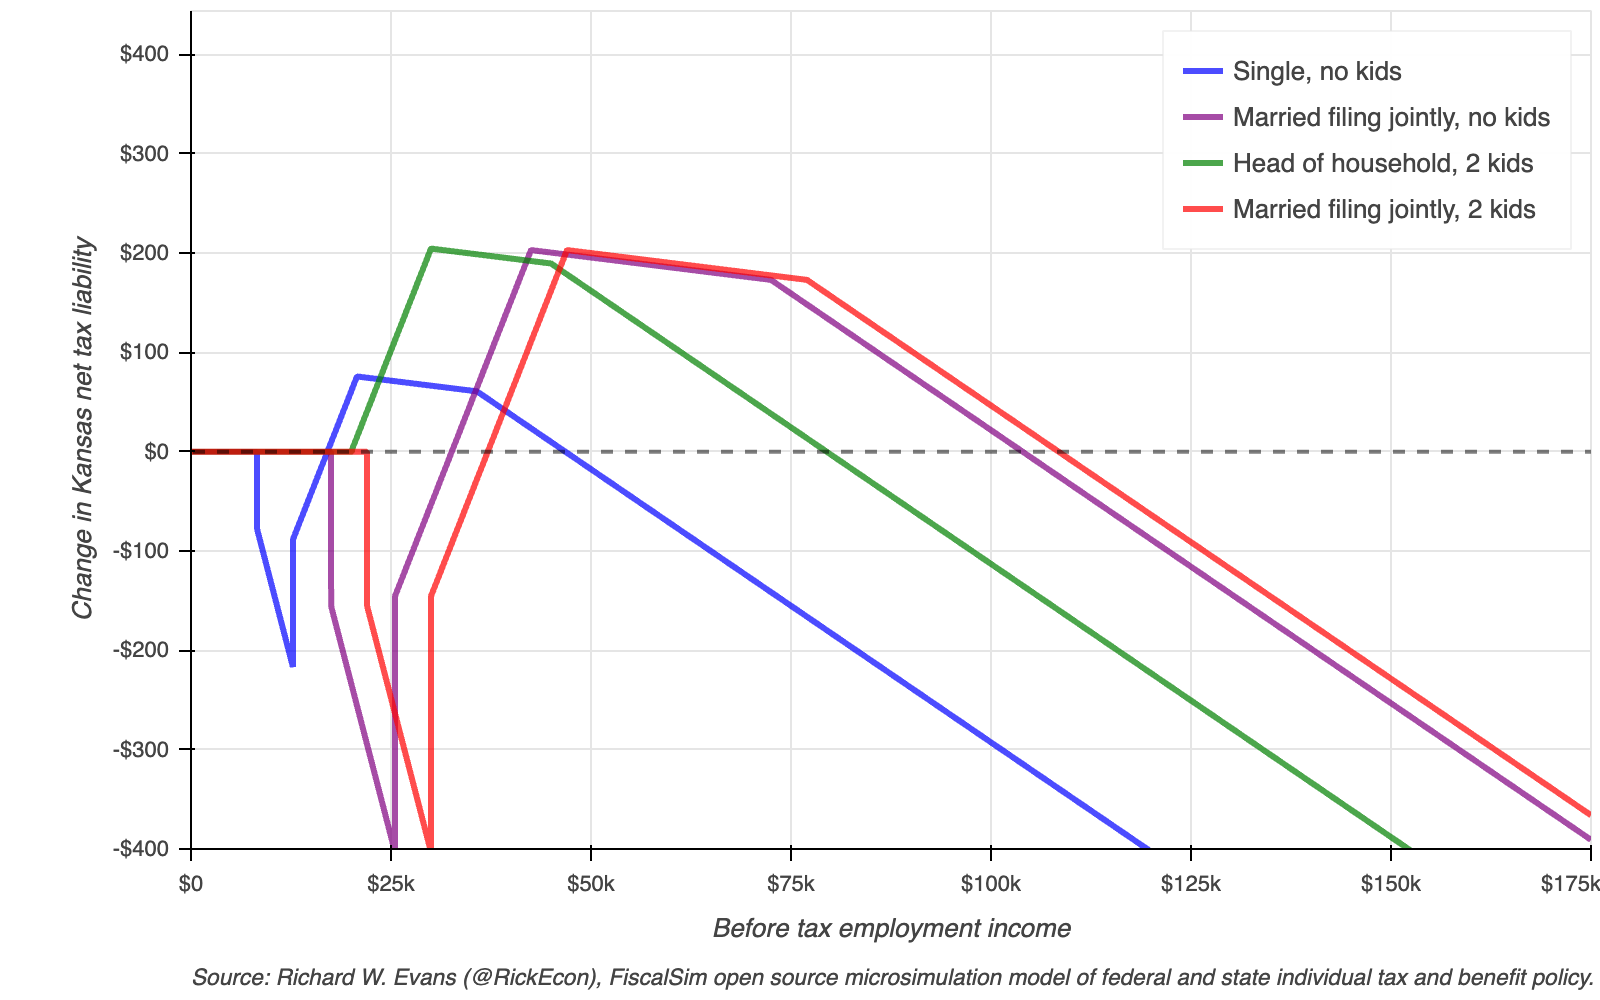 $400
$300
$200
$100
$0
-$100
-$200
-$300
-$400
Change in Kansas net tax liability
Single, no kids
Married filing jointly, no kids
Head of household, 2 kids
Married filing jointly, 2 kids
$0 $25k $50k $75k $100k $125k $150k $175k
Before tax employment income
Source: Richard W. Evans (@RickEcon), FiscalSim open source microsimulation model of federal and state individual tax and benefit policy.